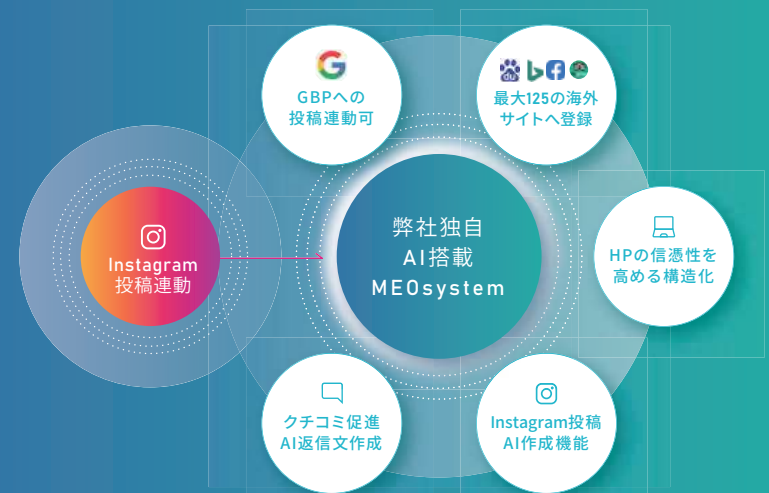 GBPへの
投稿連動可
du
最大125の海外
サイトへ登録
Instagram
投稿連動
弊社独自
AI搭載
MEOsystem
HPの信憑性を
高める構造化
クチコミ促進
AI返信文作成
Instagram投稿
AI作成機能